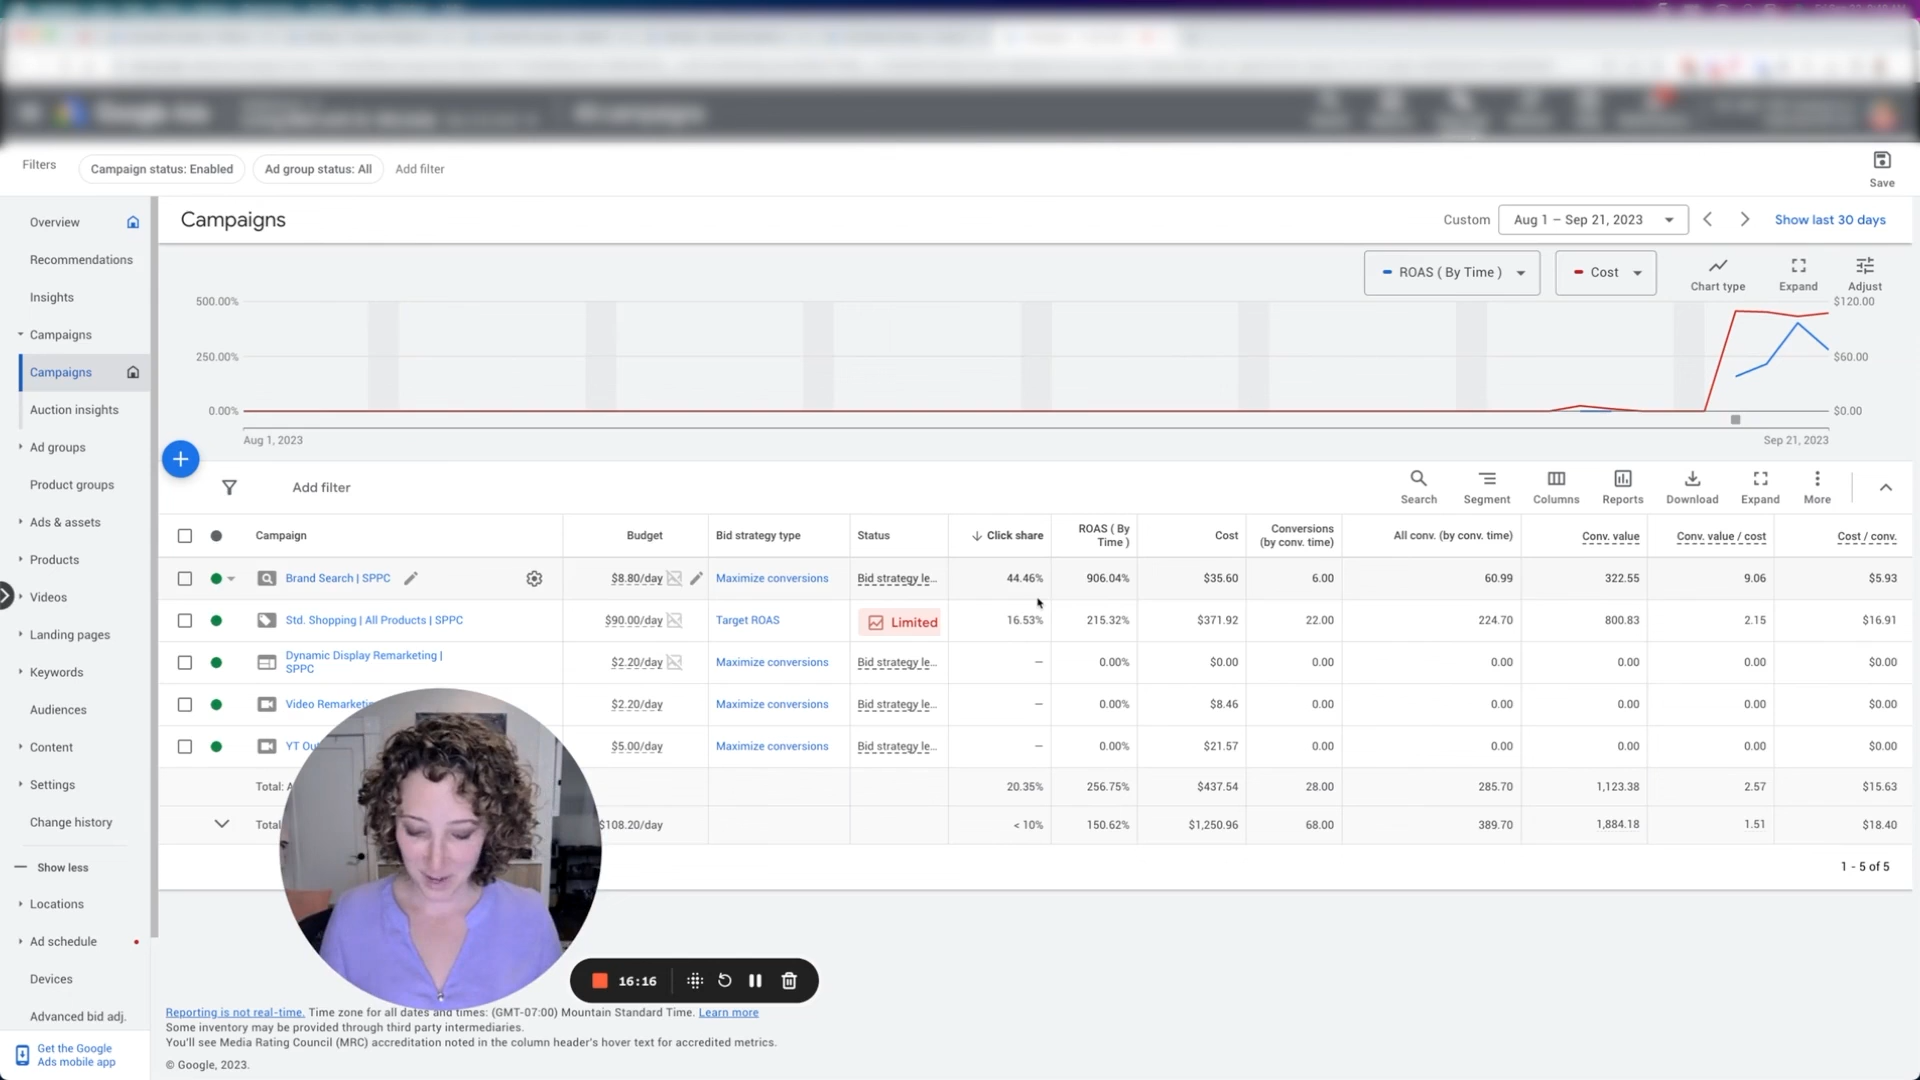 Filters
Campaign status: Enabled
Ad group status: All
Add filter
Save
Overview
Recommendations
Insights
Campaigns
Campaigns
Auction insights
Ad groups
Product groups
Ads & assets
Products
Videos
Landing pages
Keywords
Audiences
Content
Settings
Change history
Show less
Locations
Ad schedule
Devices
Advanced bid adj.
Get the Google
Ads mobile app
Campaigns
Custom Aug 1 – Sep 21, 2023 Show last 30 days
ROAS ( By Time ) Cost
Chart type Expand Adjust
500.00% $120.00
250.00% $60.00
0.00% $0.00
Aug 1, 2023 Sep 21, 2023
Add filter
Search Segment Columns Reports Download Expand More
Campaign Budget Bid strategy type Status Click share ROAS ( By Time ) Cost Conversions (by conv. time) All conv. (by conv. time) Conv. value Conv. value / cost Cost / conv.
Brand Search | SPPC $8.80/day Maximize conversions Bid strategy le... 44.46% 906.04% $35.60 6.00 60.99 322.55 9.06 $5.93
Std. Shopping | All Products | SPPC $90.00/day Target ROAS Limited 16.53% 215.32% $371.92 22.00 224.70 800.83 2.15 $16.91
Dynamic Display Remarketing | SPPC $2.20/day Maximize conversions Bid strategy le... — 0.00% $0.00 0.00 0.00 0.00 0.00 $0.00
Video $2.20/day Maximize conversions Bid strategy le... — 0.00% $8.46 0.00 0.00 0.00 0.00 $0.00
YT $5.00/day Maximize conversions Bid strategy le... — 0.00% $21.57 0.00 0.00 0.00 0.00 $0.00
Total: 20.35% 256.75% $437.54 28.00 285.70 1,123.38 2.57 $15.63
Total $108.20/day < 10% 150.62% $1,250.96 68.00 389.70 1,884.18 1.51 $18.40
1 - 5 of 5
16:16
Reporting is not real-time. Time zone for all dates and times: (GMT-07:00) Mountain Standard Time. Learn more
Some inventory may be provided through third party intermediaries.
You'll see Media Rating Council (MRC) accreditation noted in the column header's hover text for accredited metrics.
© Google, 2023.